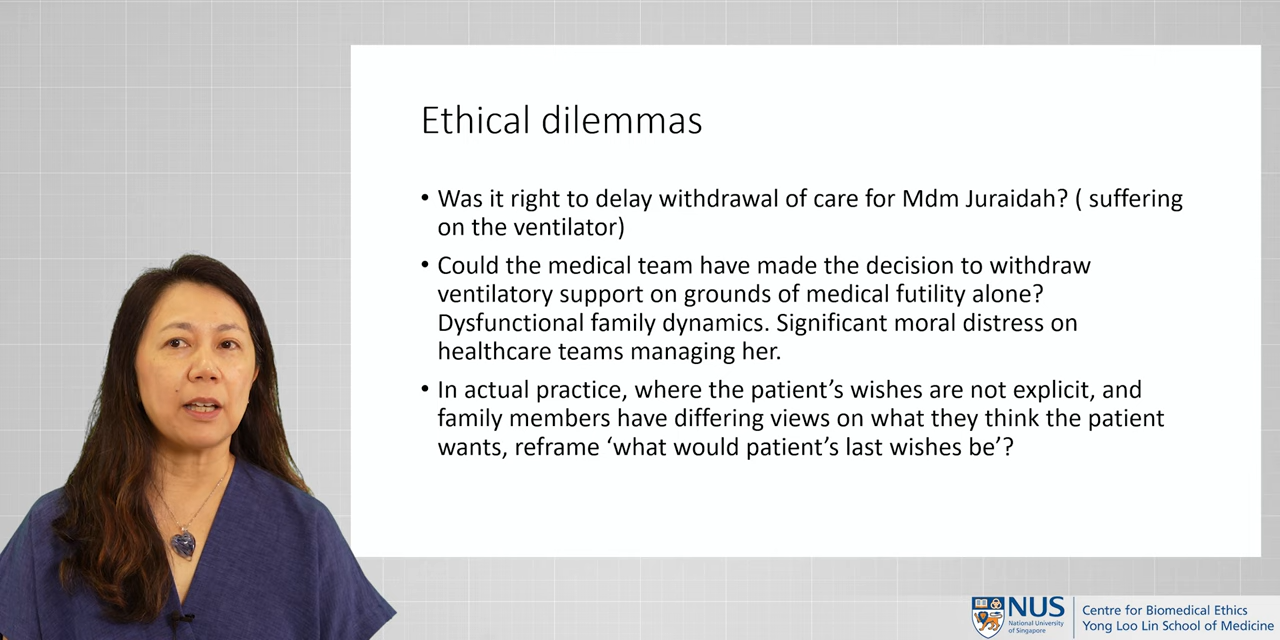 Ethical dilemmas
• Was it right to delay withdrawal of care for Mdm Juraidah? ( suffering
on the ventilator)
• Could the medical team have made the decision to withdraw
ventilatory support on grounds of medical futility alone?
Dysfunctional family dynamics. Significant moral distress on
healthcare teams managing her.
• In actual practice, where the patient’s wishes are not explicit, and
family members have differing views on what they think the patient
wants, reframe ‘what would patient’s last wishes be’?
NUS
National University
of Singapore
Centre for Biomedical Ethics
Yong Loo Lin School of Medicine